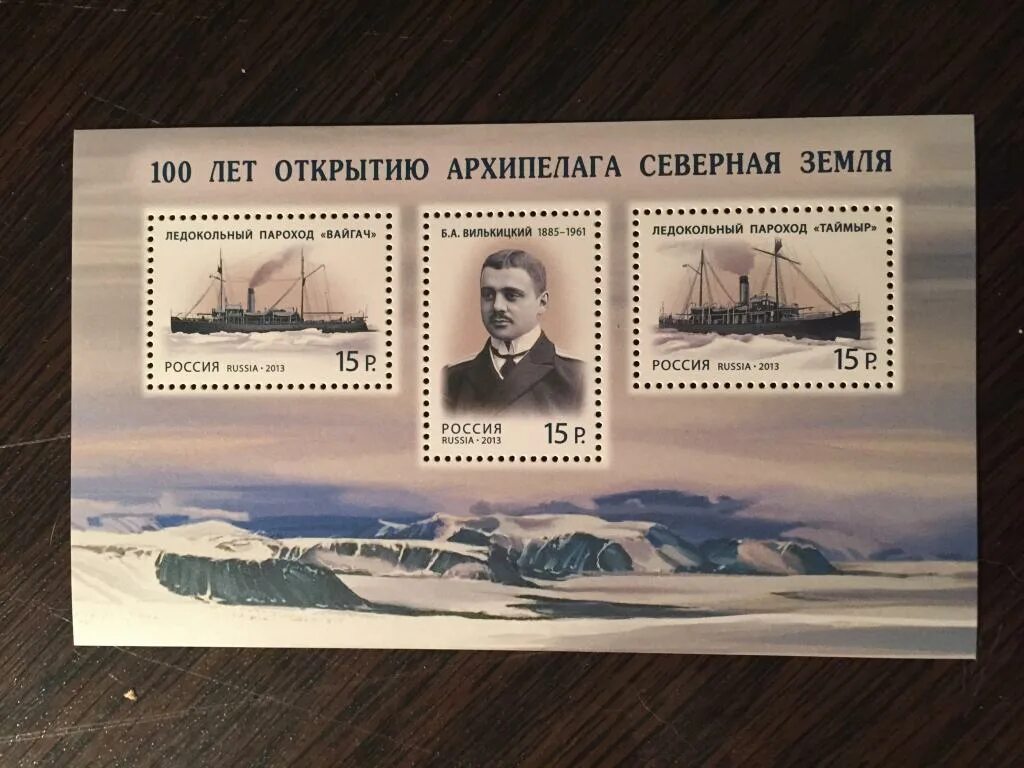 100 ЛЕТ ОТКРЫТИЮ АРХИПЕЛАГА СЕВЕРНАЯ ЗЕМЛЯ
ЛЕДОКОЛЬНЫЙ ПАРОХОД «ВАЙГАЧ»
РОССИЯ RUSSIA · 2013 15 Р.
Б.А. ВИЛЬКИЦКИЙ 1885–1961
РОССИЯ
RUSSIA · 2013 15 Р.
ЛЕДОКОЛЬНЫЙ ПАРОХОД «ТАЙМЫР»
РОССИЯ RUSSIA · 2013 15 Р.